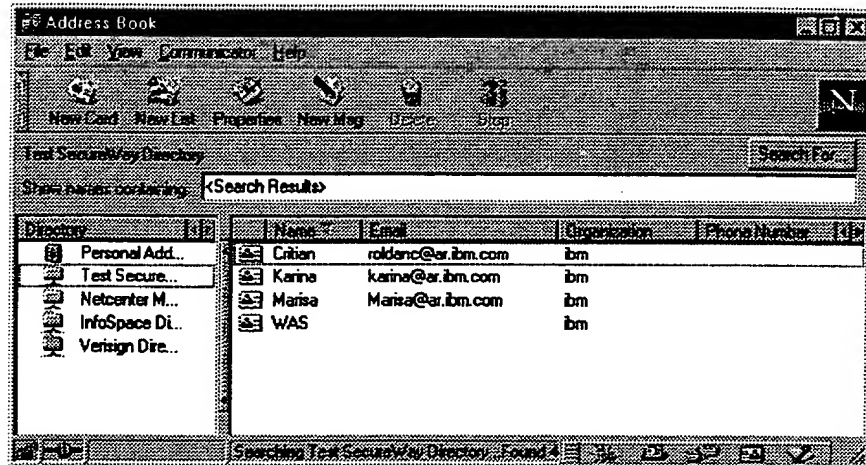 Address Book
File Edit View Communicator Help
New Card New List Properties New Msg Delete Stop
N
Test SecureWay Directory
Search For...
Show names containing: <Search Results>
Directory Name Email Organization Phone Number
Personal Add...
Test Secure...
Netcenter M...
InfoSpace Di...
Verisign Dire...
Critian roldanc@ar.ibm.com ibm
Karina karina@ar.ibm.com ibm
Marisa Marisa@ar.ibm.com ibm
WAS ibm
Searching Test SecureWay Directory...Found 4